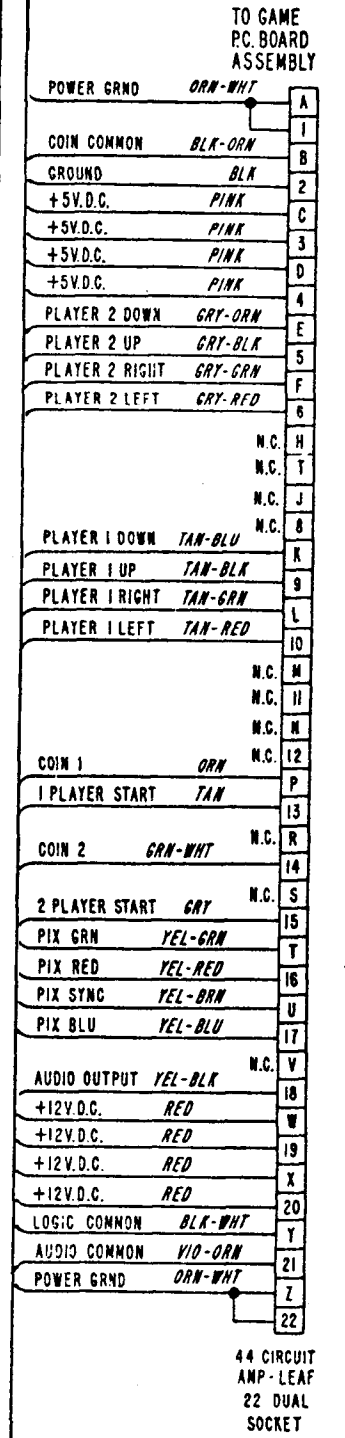 TO GAME
P.C. BOARD
ASSEMBLY
POWER GRND ORN-WHT A
1
COIN COMMON BLK-ORN B
GROUND BLK 2
+5V.D.C. PINK C
+5V.D.C. PINK 3
+5V.D.C. PINK D
+5V.D.C. PINK 4
PLAYER 2 DOWN GRY-ORN E
PLAYER 2 UP GRY-BLK 5
PLAYER 2 RIGHT GRY-GRN F
PLAYER 2 LEFT GRY-RED 6
N.C. H
N.C. 7
N.C. J
N.C. 8
PLAYER 1 DOWN TAN-BLU K
PLAYER 1 UP TAN-BLK 9
PLAYER 1 RIGHT TAN-GRN L
PLAYER 1 LEFT TAN-RED 10
N.C. M
N.C. 11
N.C. N
N.C. 12
COIN 1 ORN P
1 PLAYER START TAN 13
N.C. R
COIN 2 GRN-WHT 14
N.C. S
2 PLAYER START GRY 15
PIX GRN YEL-GRN T
PIX RED YEL-RED 16
PIX SYNC YEL-BRN U
PIX BLU YEL-BLU 17
N.C. V
AUDIO OUTPUT YEL-BLK 18
+12V.D.C. RED W
+12V.D.C. RED 19
+12V.D.C. RED X
+12V.D.C. RED 20
LOGIC COMMON BLK-WHT Y
AUDIO COMMON VIO-ORN 21
POWER GRND ORN-WHT Z
22
44 CIRCUIT
AMP-LEAF
22 DUAL
SOCKET